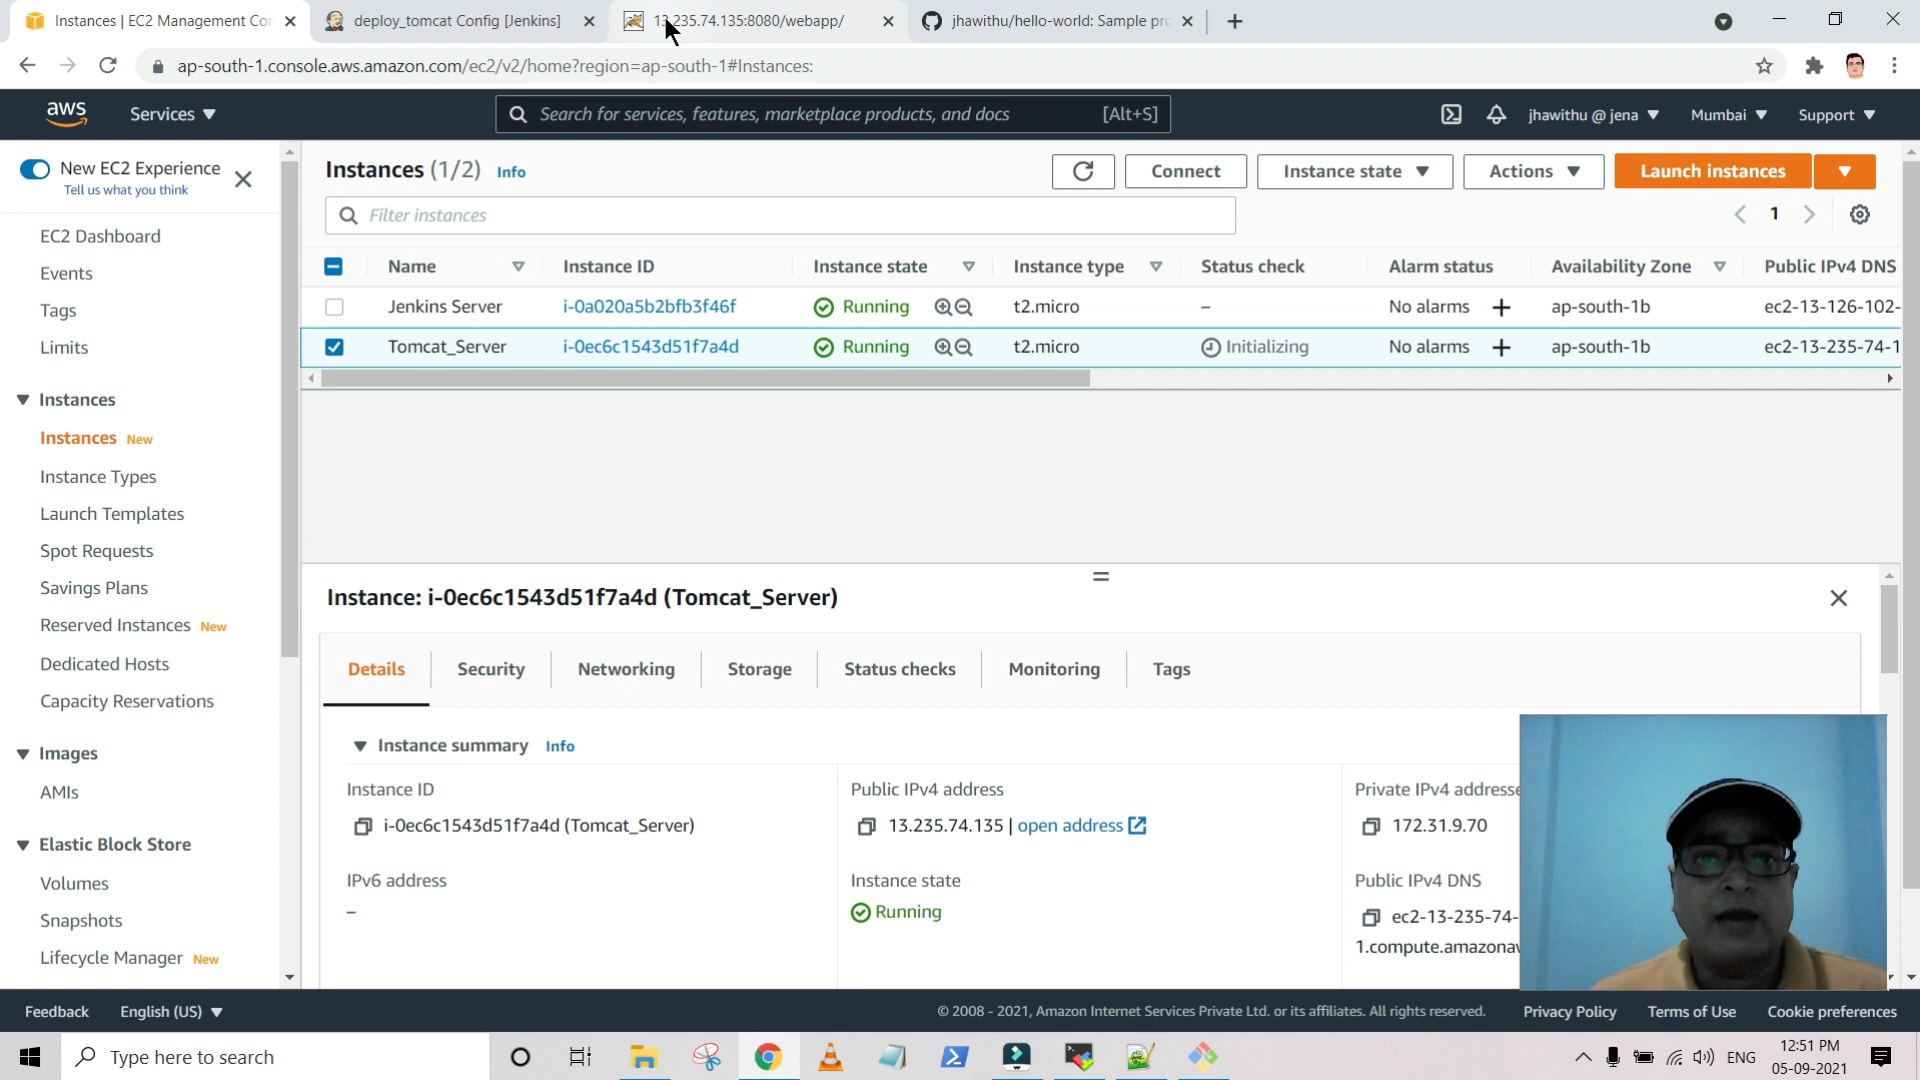 Instances | EC2 Management Con
deploy_tomcat Config [Jenkins]
13.235.74.135:8080/webapp/
jhawithu/hello-world: Sample pro
ap-south-1.console.aws.amazon.com/ec2/v2/home?region=ap-south-1#Instances:
aws
Services
Search for services, features, marketplace products, and docs
[Alt+S]
jhawithu @ jena
Mumbai
Support
New EC2 Experience
Tell us what you think
EC2 Dashboard
Events
Tags
Limits
Instances
Instances New
Instance Types
Launch Templates
Spot Requests
Savings Plans
Reserved Instances New
Dedicated Hosts
Capacity Reservations
Images
AMIs
Elastic Block Store
Volumes
Snapshots
Lifecycle Manager New
Instances (1/2) Info
Connect
Instance state
Actions
Launch instances
Filter instances
1
Name
Instance ID
Instance state
Instance type
Status check
Alarm status
Availability Zone
Public IPv4 DNS
Jenkins Server
i-0a020a5b2bfb3f46f
Running
t2.micro
–
No alarms
ap-south-1b
ec2-13-126-102-
Tomcat_Server
i-0ec6c1543d51f7a4d
Running
t2.micro
Initializing
No alarms
ap-south-1b
ec2-13-235-74-1
Instance: i-0ec6c1543d51f7a4d (Tomcat_Server)
Details
Security
Networking
Storage
Status checks
Monitoring
Tags
Instance summary Info
Instance ID
i-0ec6c1543d51f7a4d (Tomcat_Server)
Public IPv4 address
13.235.74.135 | open address
Private IPv4 addresse
172.31.9.70
IPv6 address
–
Instance state
Running
Public IPv4 DNS
ec2-13-235-74-
1.compute.amazonaw
Feedback
English (US)
© 2008 - 2021, Amazon Internet Services Private Ltd. or its affiliates. All rights reserved.
Privacy Policy
Terms of Use
Cookie preferences
Type here to search
ENG
12:51 PM
05-09-2021